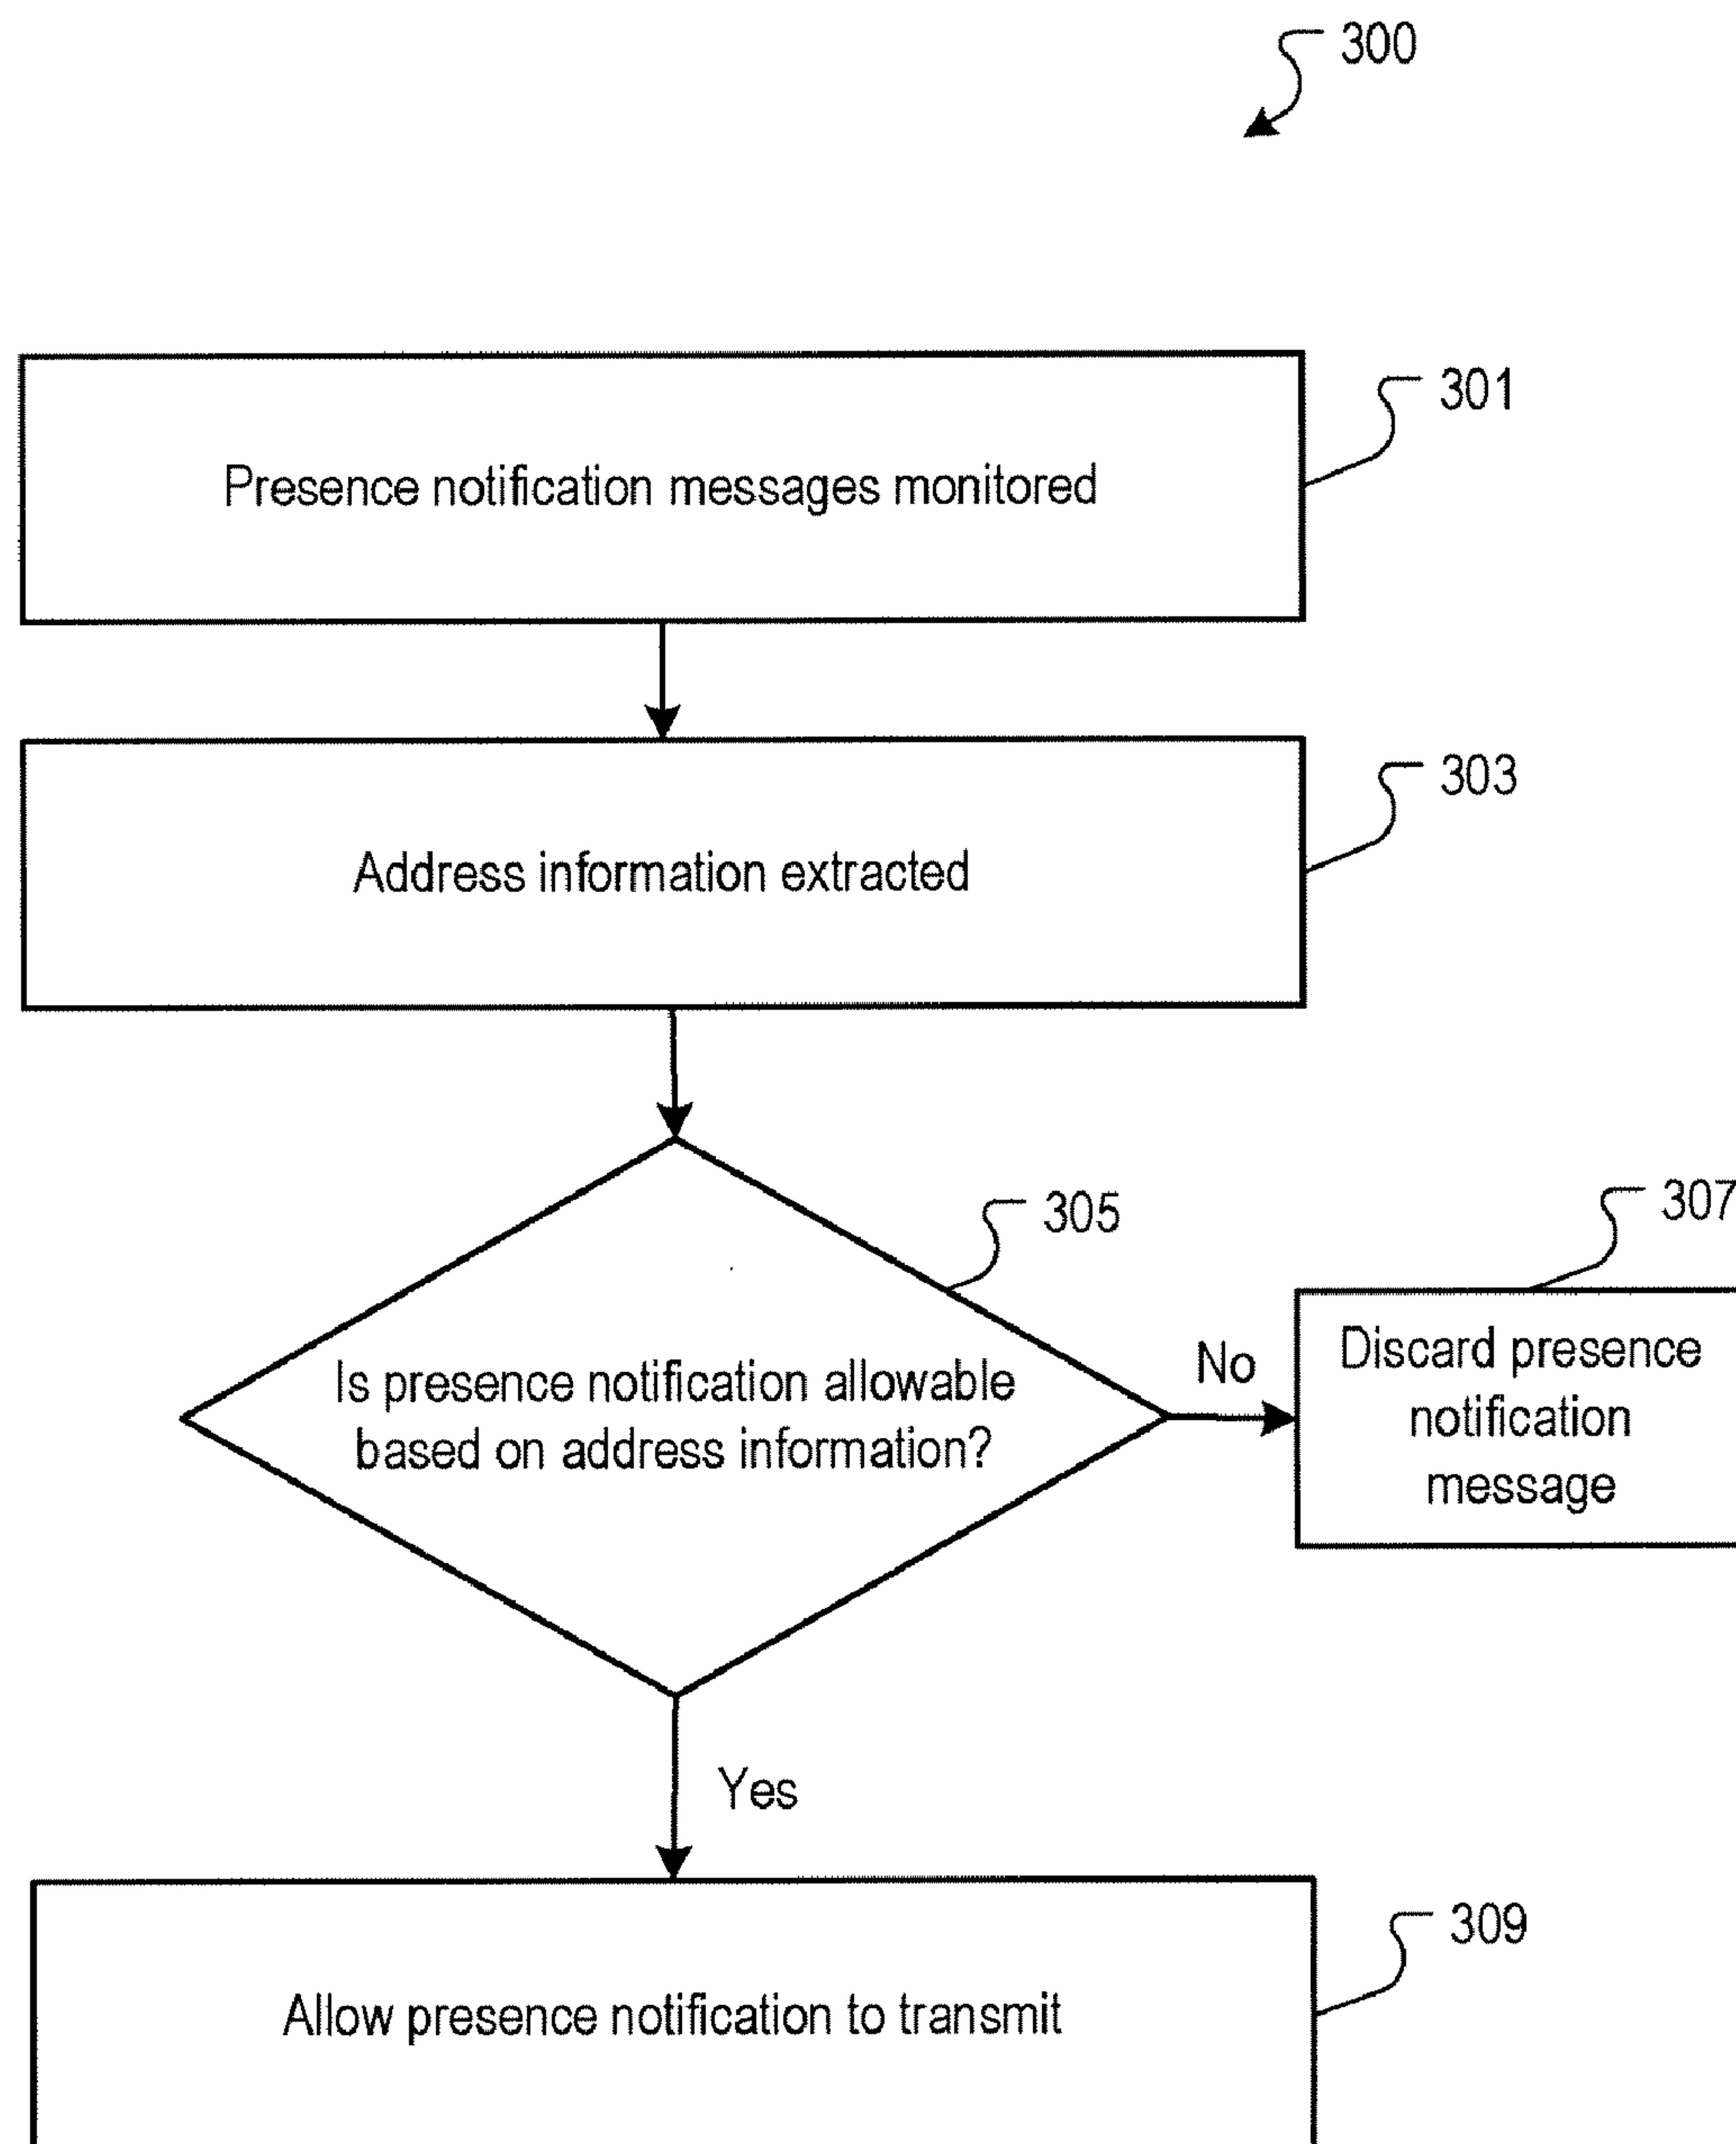 300
301
Presence notification messages monitored
303
Address information extracted
305
307
Is presence notification allowable
based on address information?
No
Discard presence
notification
message
Yes
309
Allow presence notification to transmit